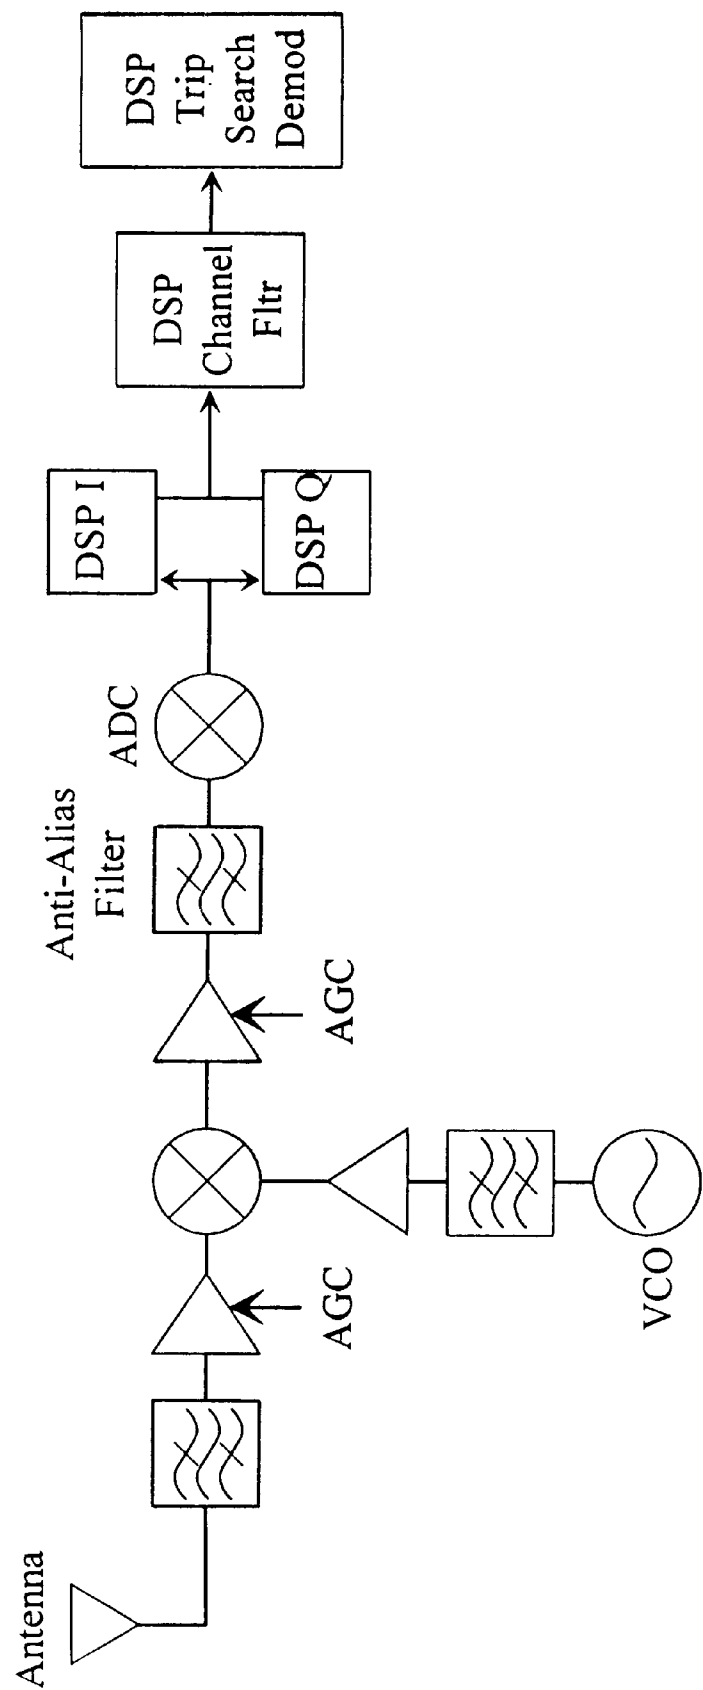 Antenna
AGC
VCO
AGC
Anti-Alias
Filter
ADC
DSP I
DSP Q
DSP
Channel
Fltr
DSP
Trip
Search
Demod